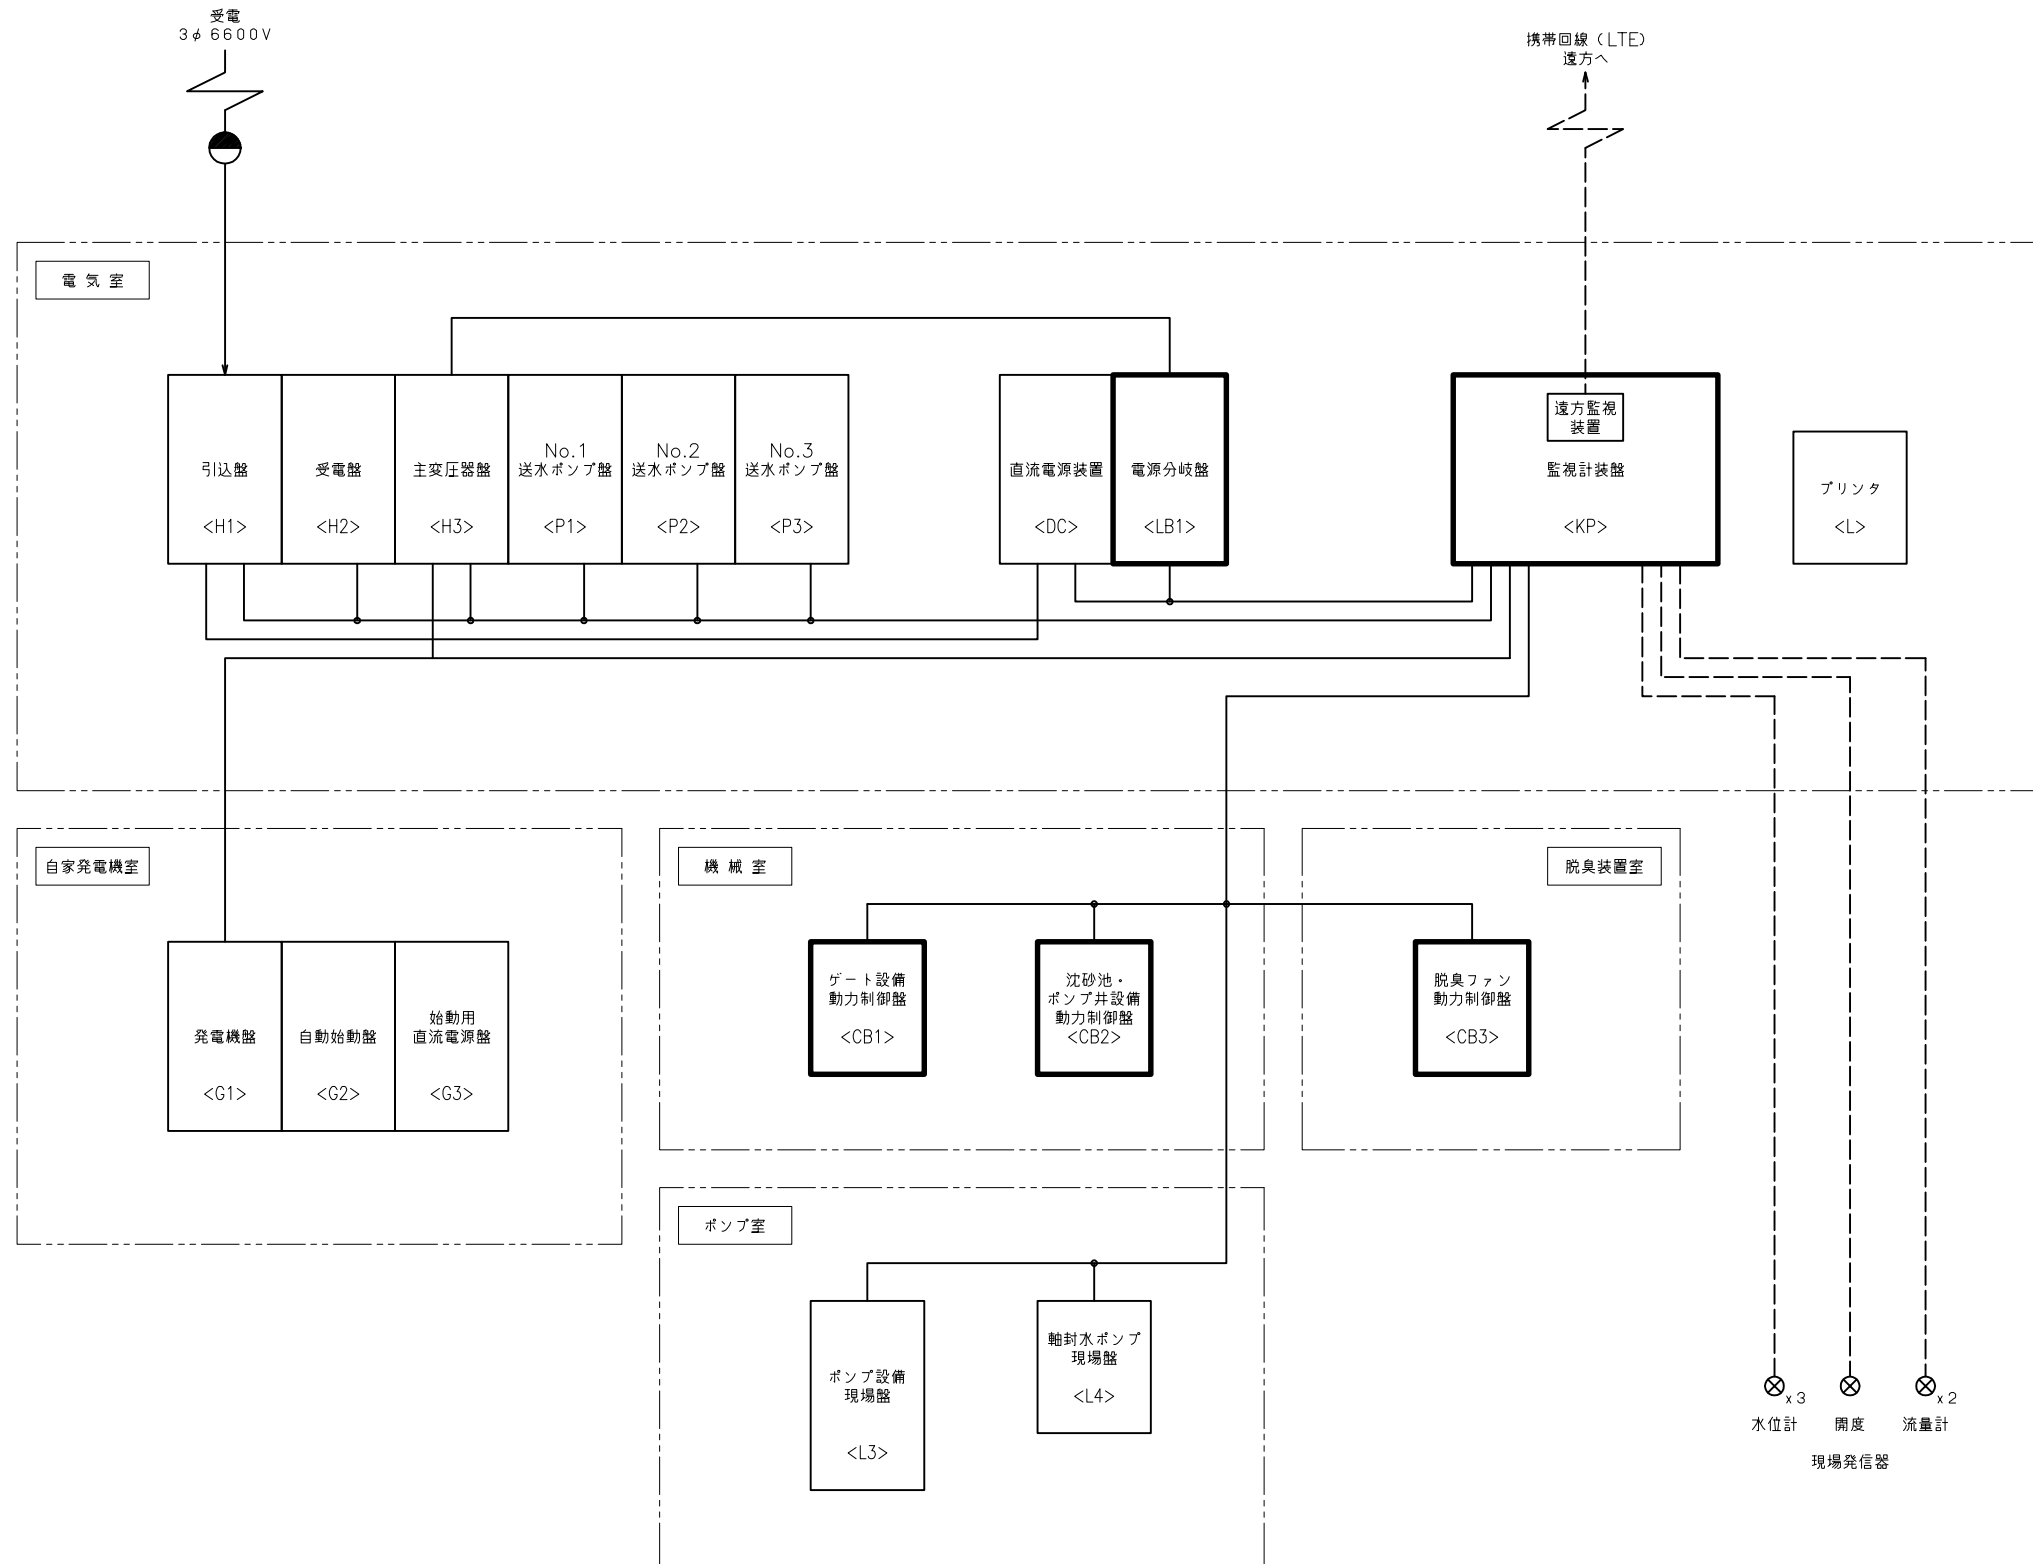 受電
3φ 6600V
携帯回線 (LTE)
遠方へ
電 気 室
引込盤
<H1>
受電盤
<H2>
主変圧器盤
<H3>
No.1
送水ポンプ盤
<P1>
No.2
送水ポンプ盤
<P2>
No.3
送水ポンプ盤
<P3>
直流電源装置
<DC>
電源分岐盤
<LB1>
遠方監視
装置
監視計装盤
<KP>
プリンタ
<L>
自家発電機室
発電機盤
<G1>
自動始動盤
<G2>
始動用
直流電源盤
<G3>
機 械 室
ゲート設備
動力制御盤
<CB1>
沈砂池・
ポンプ井設備
動力制御盤
<CB2>
脱臭装置室
脱臭ファン
動力制御盤
<CB3>
ポンプ室
ポンプ設備
現場盤
<L3>
軸封水ポンプ
現場盤
<L4>
x3
水位計
開度
x2
流量計
現場発信器